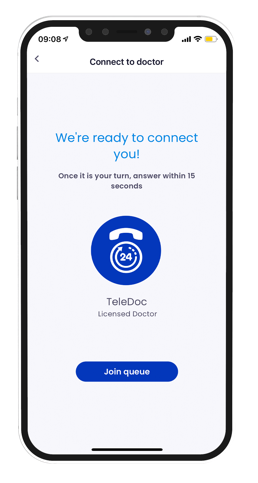 09:08
Connect to doctor
We're ready to connect
you!
Once it is your turn, answer within 15
seconds
24
TeleDoc
Licensed Doctor
Join queue